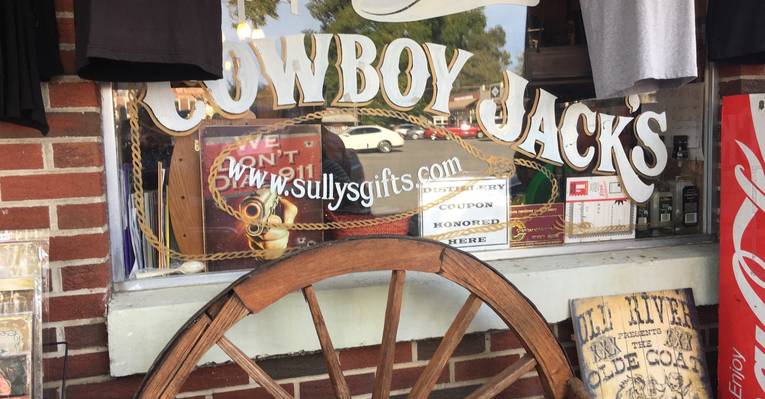 COWBOY JACK'S
WE
DON'T
DIAL 911
www.sullysgifts.com
DISTILLERY
COUPON
HONORED
HERE
OLD RIVER
PRESENTS
THE
OLDE GOAT
Enjoy